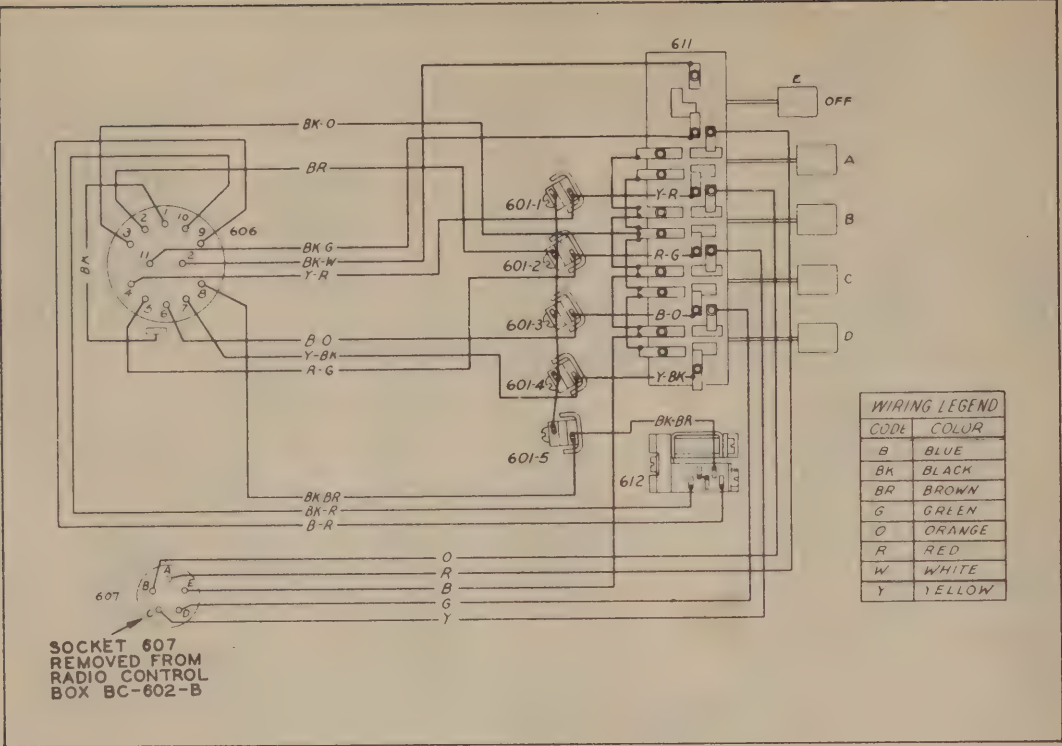 611
E
OFF
A
B
C
D
BK-O
BR
BK-G
BK-W
Y-R
B-O
Y-BK
R-G
BK-BR
BK-R
B-R
BK
1
2
3
4
5
6
7
8
9
10
11
2
606
601-1
601-2
601-3
601-4
601-5
Y-R
R-G
B-O
Y-BK
BK-BR
612
O
R
B
G
Y
A
B
C
D
E
607
SOCKET 607
REMOVED FROM
RADIO CONTROL
BOX BC-602-B
WIRING LEGEND
CODE COLOR
B BLUE
BK BLACK
BR BROWN
G GREEN
O ORANGE
R RED
W WHITE
Y YELLOW